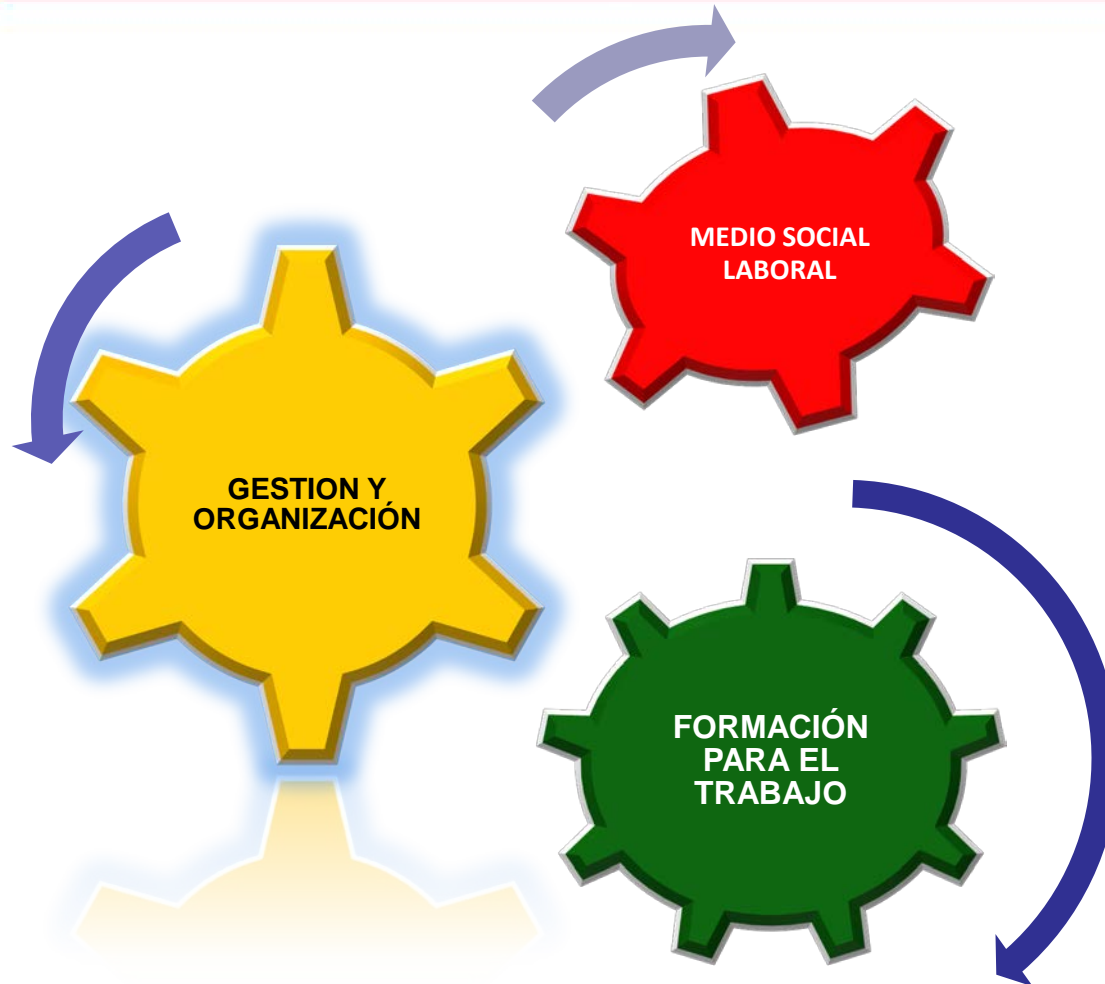 MEDIO SOCIAL
LABORAL
GESTION Y
ORGANIZACIÓN
FORMACIÓN
PARA EL
TRABAJO